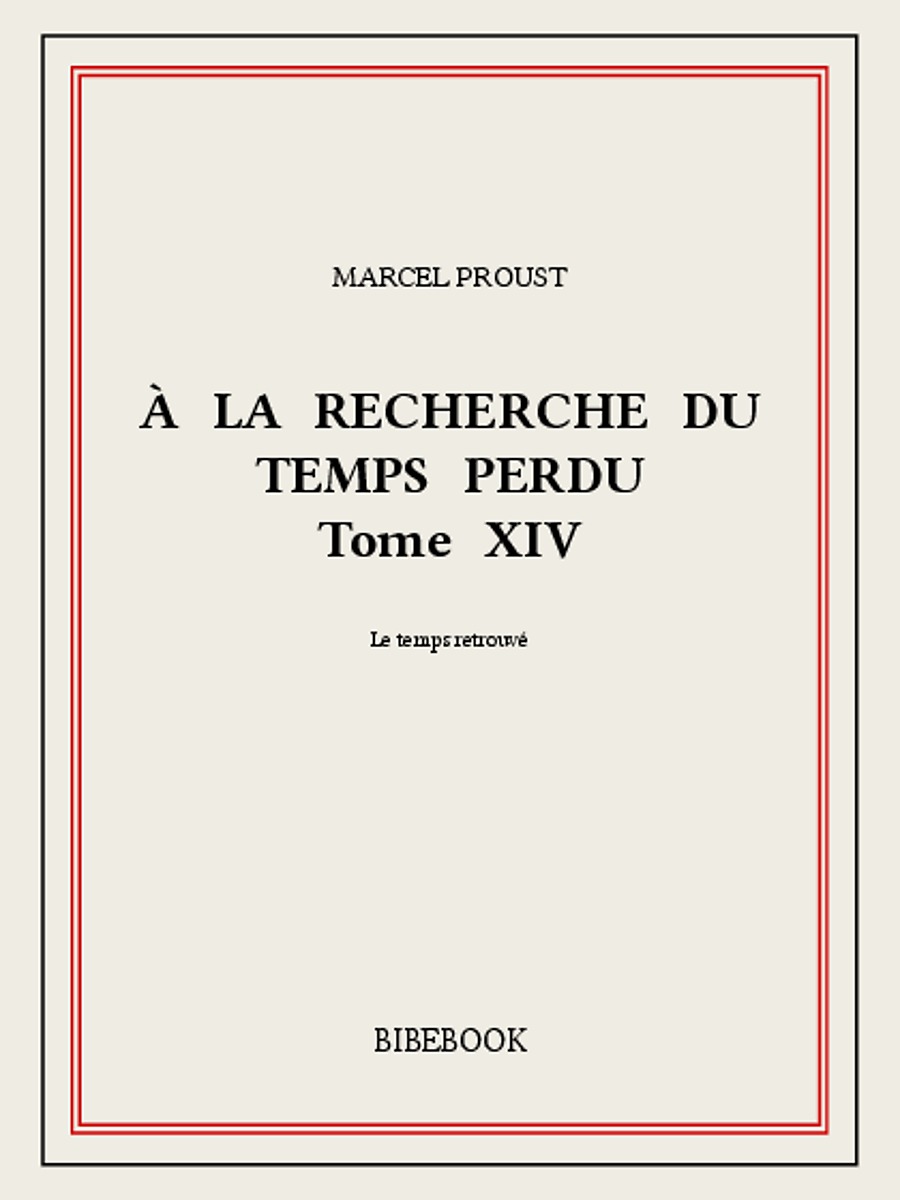 MARCEL PROUST
À LA RECHERCHE DU
TEMPS PERDU
Tome XIV
Le temps retrouvé
BIBEBOOK